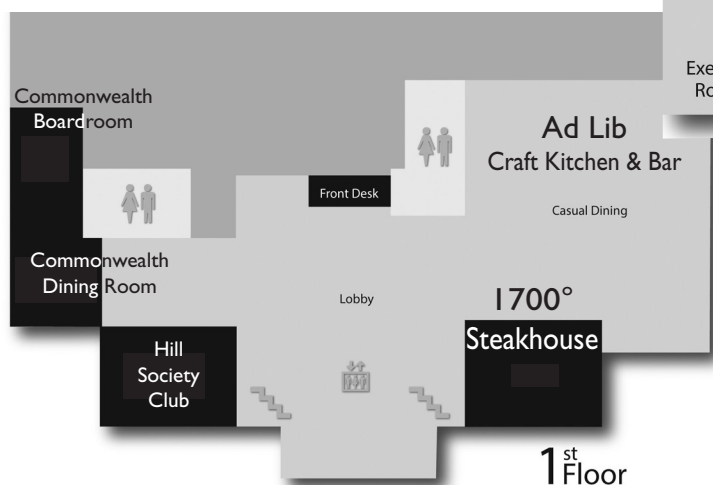 Commonwealth
Boardroom
Ad Lib
Craft Kitchen & Bar
Casual Dining
Front Desk
Commonwealth
Dining Room
Lobby
1700°
Steakhouse
Hill
Society
Club
1st
Floor